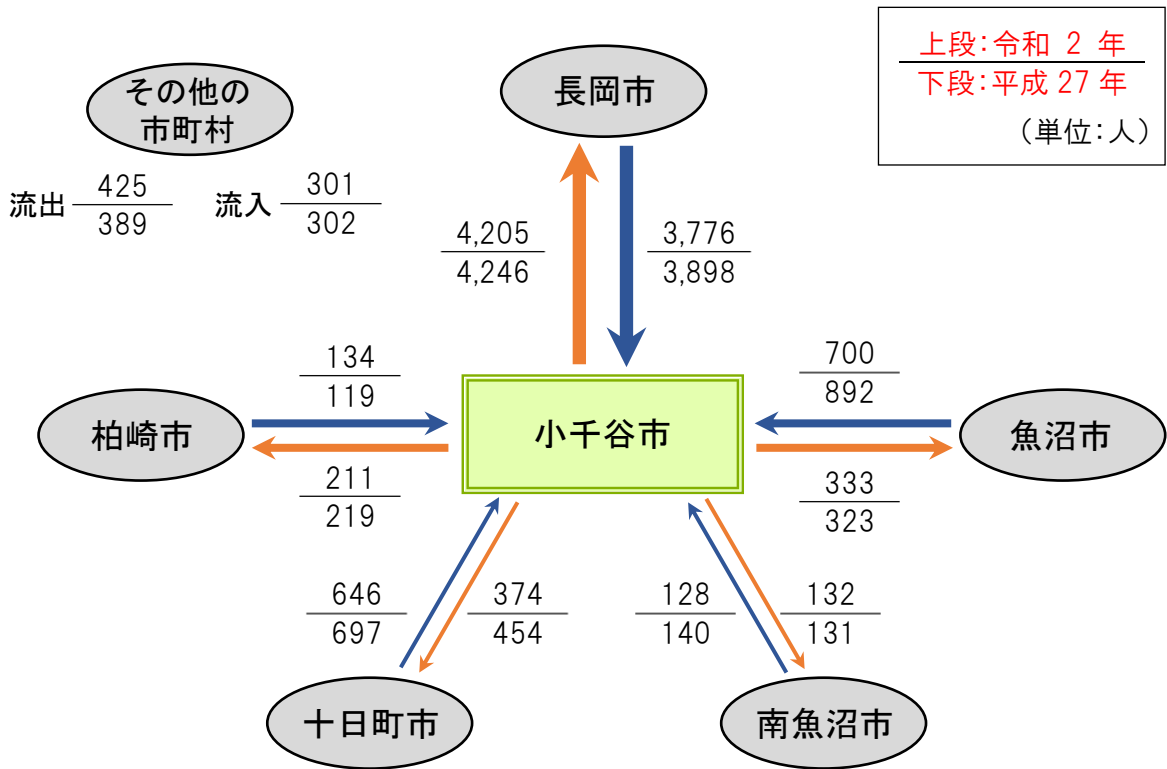 上段:令和 2 年
下段:平成 27 年
(単位:人)
その他の
市町村
流出 425
389
流入 301
302
長岡市
4,205
4,246
3,776
3,898
134
119
柏崎市
211
219
小千谷市
700
892
魚沼市
333
323
646
697
374
454
128
140
132
131
十日町市
南魚沼市